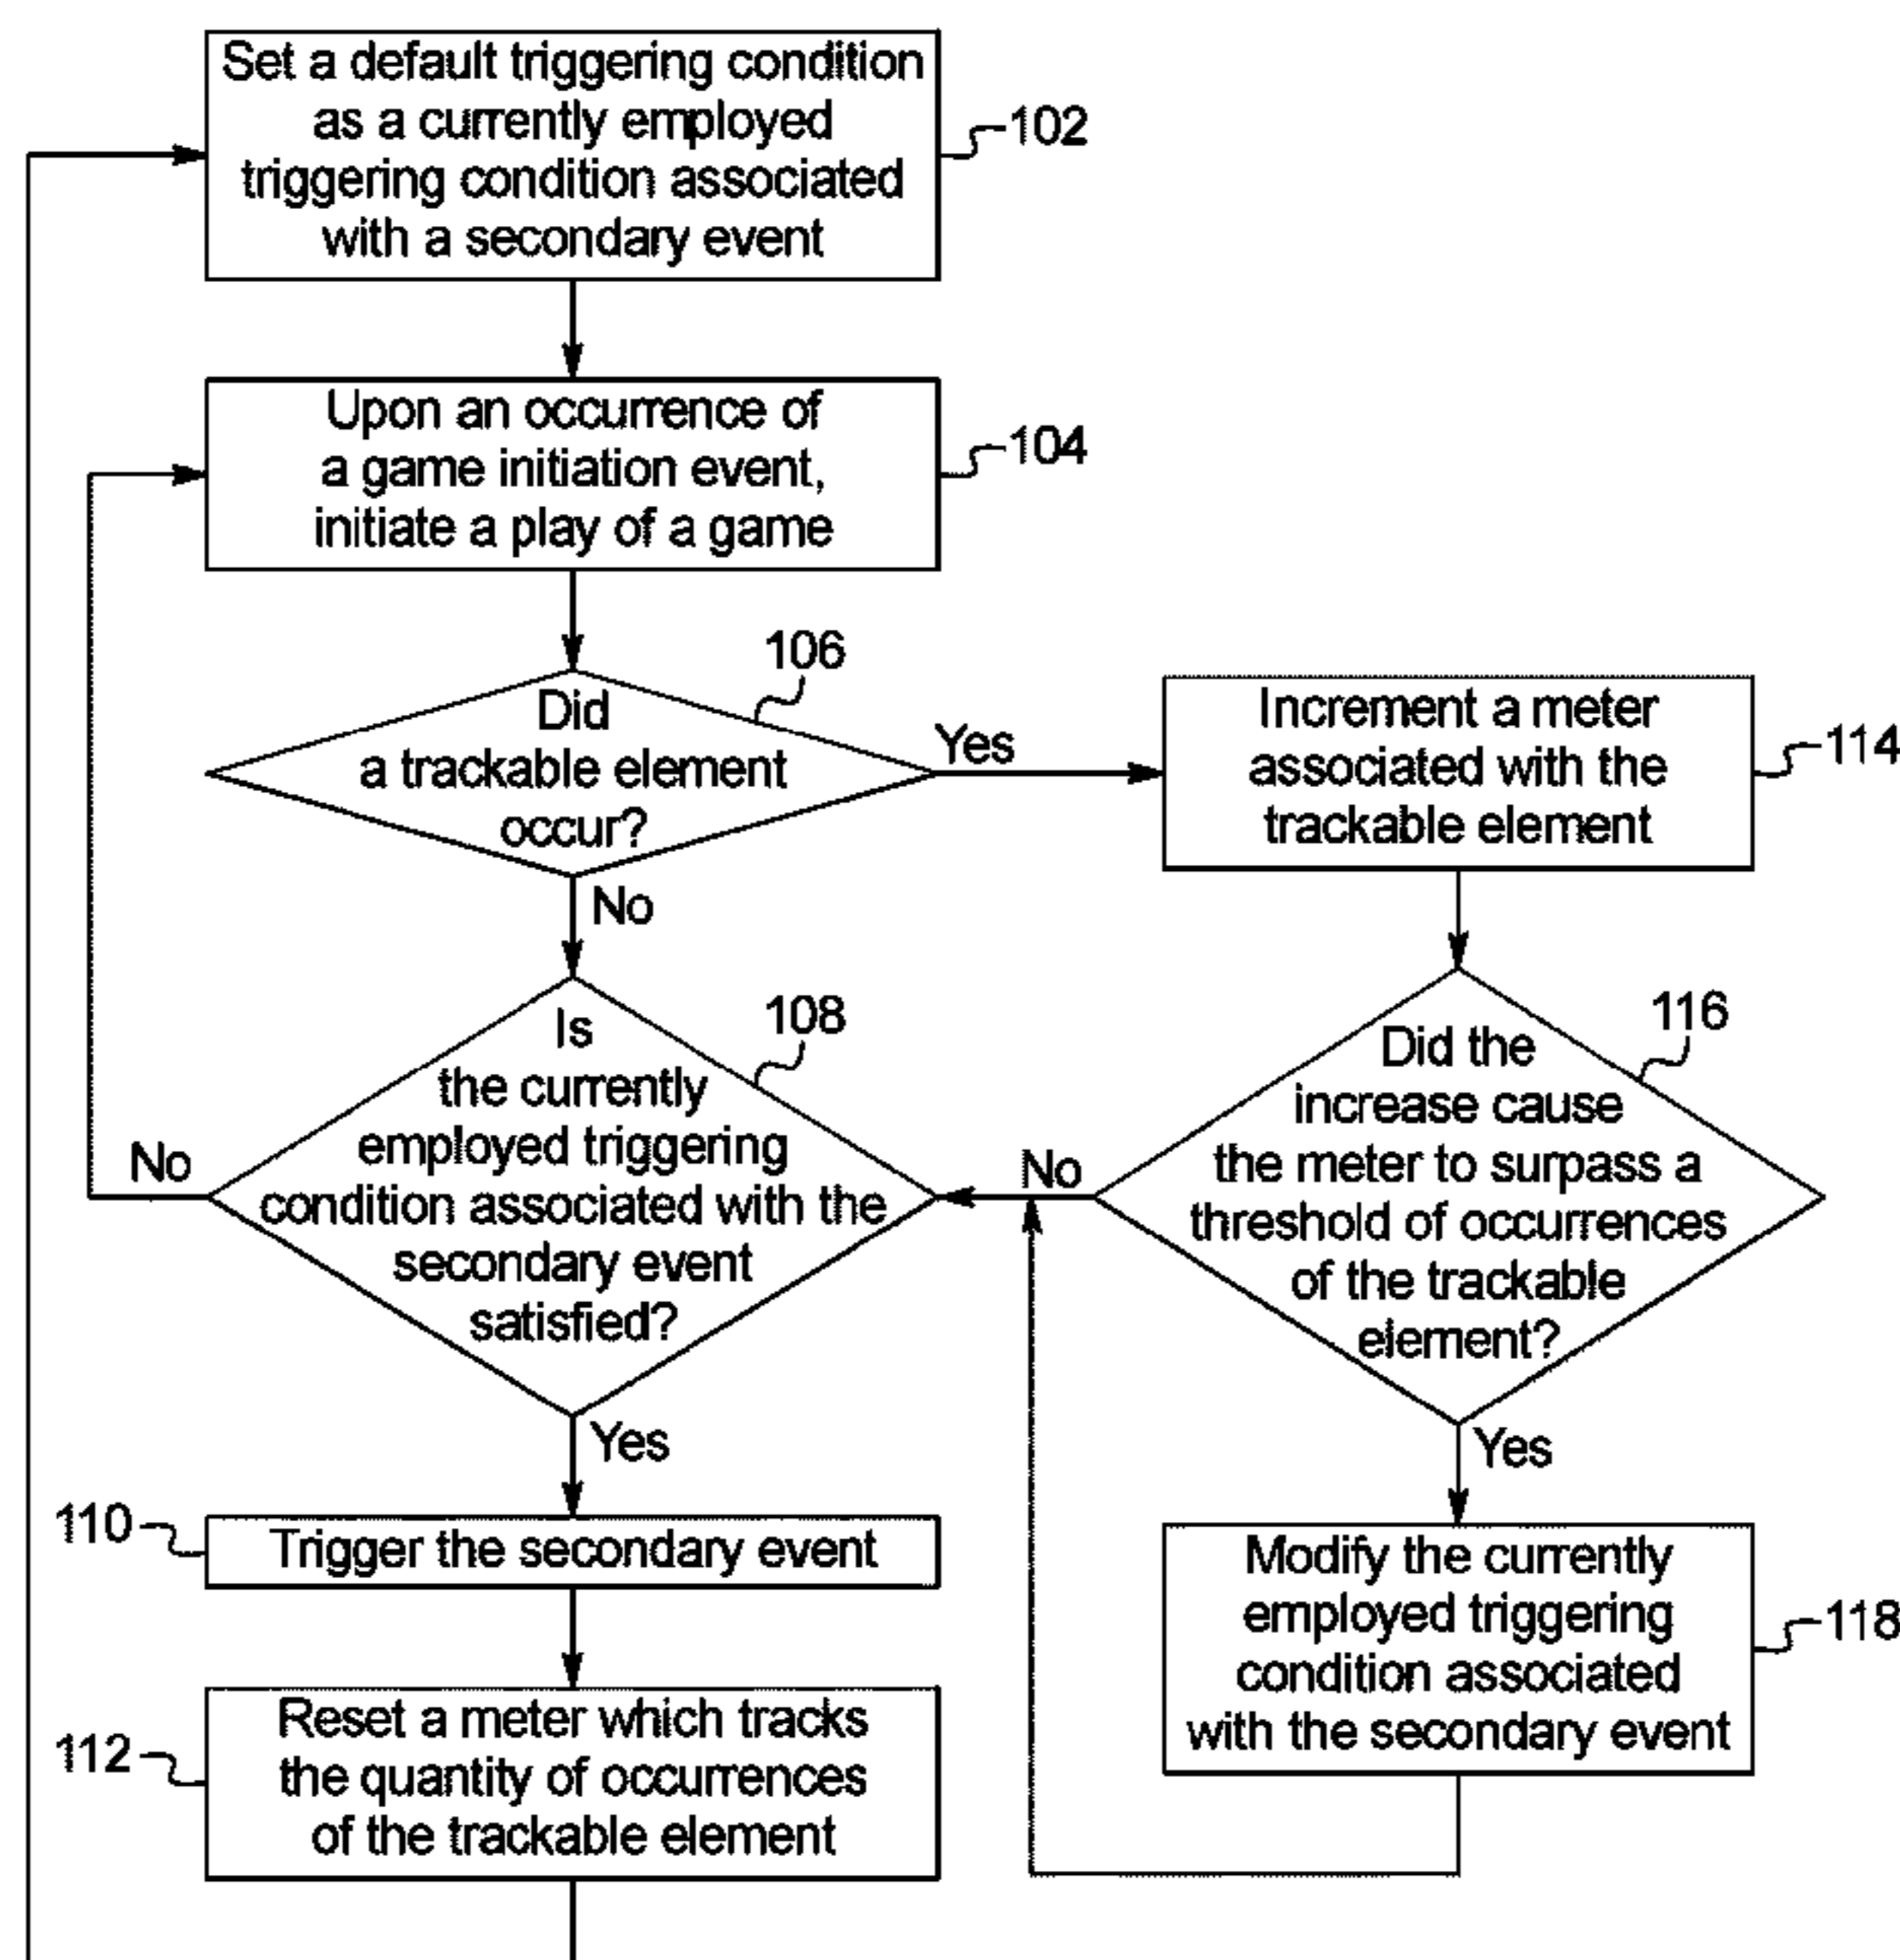 Set a default triggering condition
as a currently employed
triggering condition associated
with a secondary event
102
Upon an occurrence of
a game initiation event,
initiate a play of a game
104
106
Did
a trackable element
occur?
Yes
No
Increment a meter
associated with the
trackable element
114
108
Is
the currently
employed triggering
condition associated with the
secondary event
satisfied?
No
Yes
116
Did the
increase cause
the meter to surpass a
threshold of occurrences
of the trackable
element?
No
Yes
110
Trigger the secondary event
Modify the currently
employed triggering
condition associated
with the secondary event
118
112
Reset a meter which tracks
the quantity of occurrences
of the trackable element